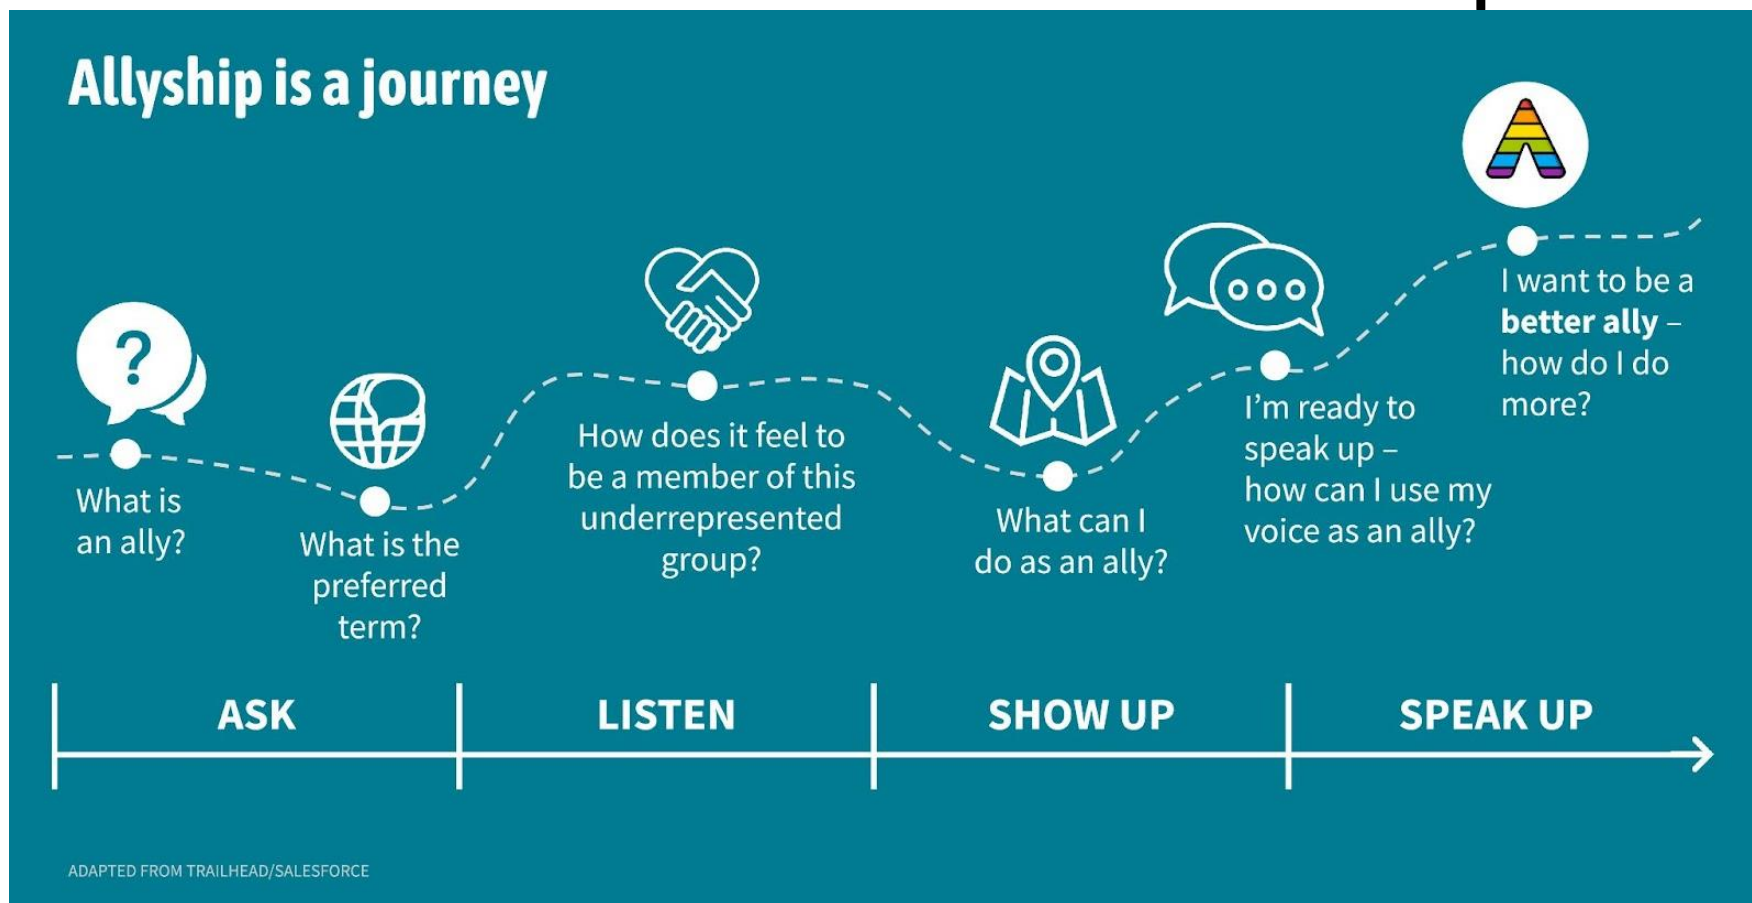 Allyship is a journey
?
What is
an ally?
What is the
preferred
term?
How does it feel to
be a member of this
underrepresented
group?
What can I
do as an ally?
I'm ready to
speak up –
how can I use my
voice as an ally?
A
I want to be a
better ally –
how do I do
more?
ASK
LISTEN
SHOW UP
SPEAK UP
ADAPTED FROM TRAILHEAD/SALESFORCE